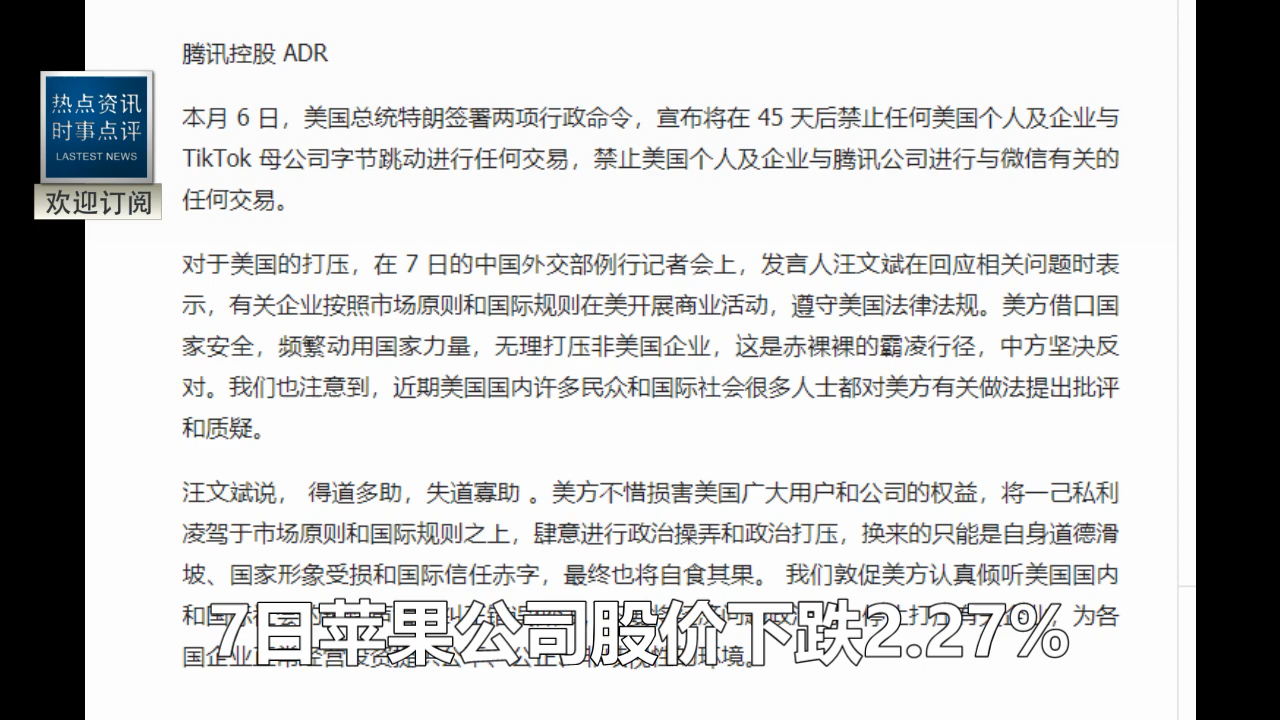 腾讯控股 ADR
热点资讯
时事点评
LASTEST NEWS
欢迎订阅
本月 6 日，美国总统特朗签署两项行政命令，宣布将在 45 天后禁止任何美国个人及企业与
TikTok 母公司字节跳动进行任何交易，禁止美国个人及企业与腾讯公司进行与微信有关的
任何交易。
对于美国的打压，在 7 日的中国外交部例行记者会上，发言人汪文斌在回应相关问题时表
示，有关企业按照市场原则和国际规则在美开展商业活动，遵守美国法律法规。美方借口国
家安全，频繁动用国家力量，无理打压非美国企业，这是赤裸裸的霸凌行径，中方坚决反
对。我们也注意到，近期美国国内许多民众和国际社会很多人士都对美方有关做法提出批评
和质疑。
汪文斌说， 得道多助，失道寡助 。美方不惜损害美国广大用户和公司的权益，将一己私利
凌驾于市场原则和国际规则之上，肆意进行政治操弄和政治打压，换来的只能是自身道德滑
坡、国家形象受损和国际信任赤字，最终也将自食其果。 我们敦促美方认真倾听美国国内
和国 为各
国企业 环境。
7日苹果公司股价下跌2.27%